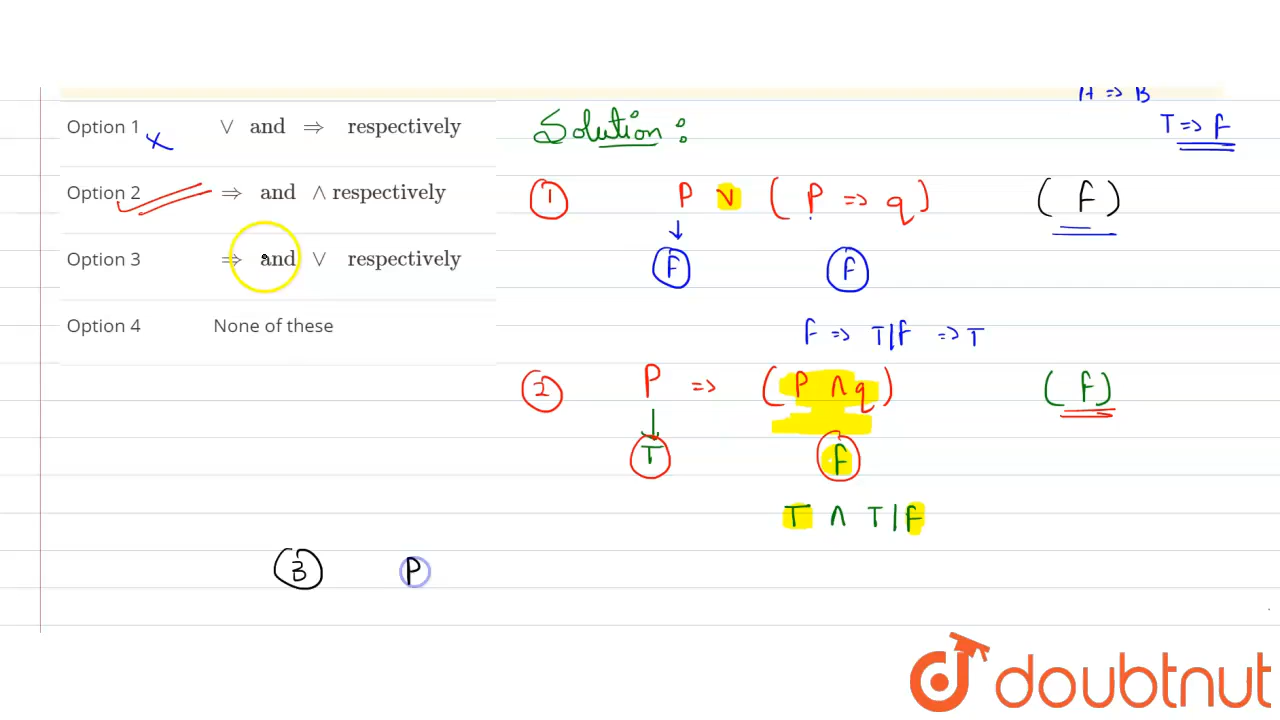 A => B
T => F
Option 1 ∨ and ⇒ respectively
x
Solution :
Option 2 ⇒ and ∧ respectively
① P ∨ ( P => q ) ( F )
Option 3 ⇒ and ∨ respectively
F F
Option 4 None of these
F => T|F => T
② P => ( P ∧ q ) ( F )
T F
T ∧ T|F
③ P
doubtnut